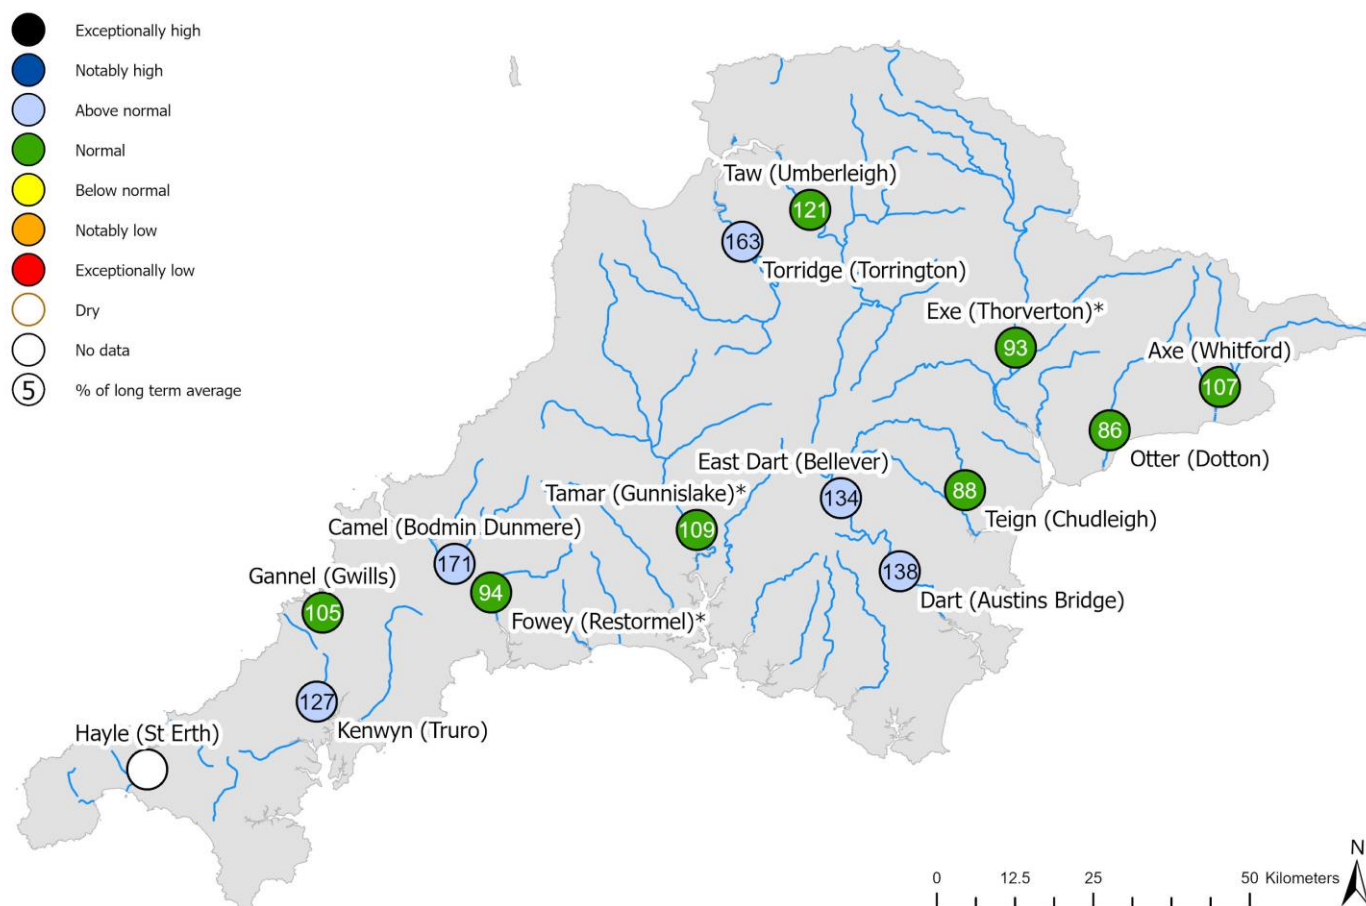 Exceptionally high
Notably high
Above normal
Normal
Below normal
Notably low
Exceptionally low
Dry
No data
5 % of long term average
Taw (Umberleigh)
121
163
Torridge (Torrington)
Exe (Thorverton)*
93
Axe (Whitford)
107
86
Otter (Dotton)
East Dart (Bellever)
134
88
Teign (Chudleigh)
Tamar (Gunnislake)*
109
Camel (Bodmin Dunmere)
171
138
Dart (Austins Bridge)
Gannel (Gwills)
105
94
Fowey (Restormel)*
127
Kenwyn (Truro)
Hayle (St Erth)
N
0 12.5 25 50 Kilometers